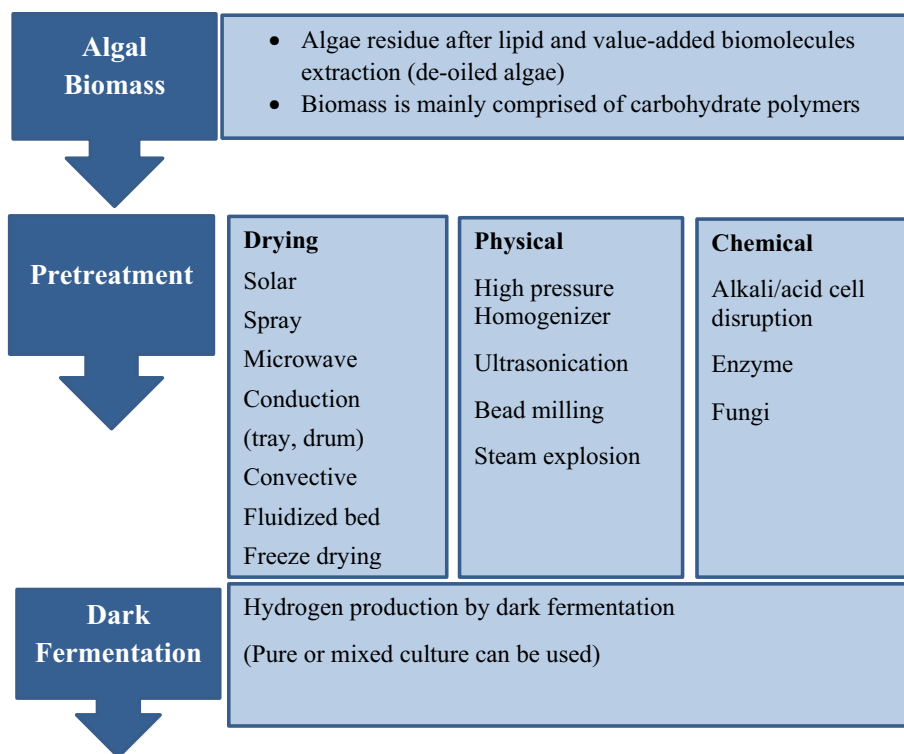 Algal
Biomass
• Algae residue after lipid and value-added biomolecules
extraction (de-oiled algae)
• Biomass is mainly comprised of carbohydrate polymers
Pretreatment
Drying
Solar
Spray
Microwave
Conduction
(tray, drum)
Convective
Fluidized bed
Freeze drying
Physical
High pressure
Homogenizer
Ultrasonication
Bead milling
Steam explosion
Chemical
Alkali/acid cell
disruption
Enzyme
Fungi
Dark
Fermentation
Hydrogen production by dark fermentation
(Pure or mixed culture can be used)